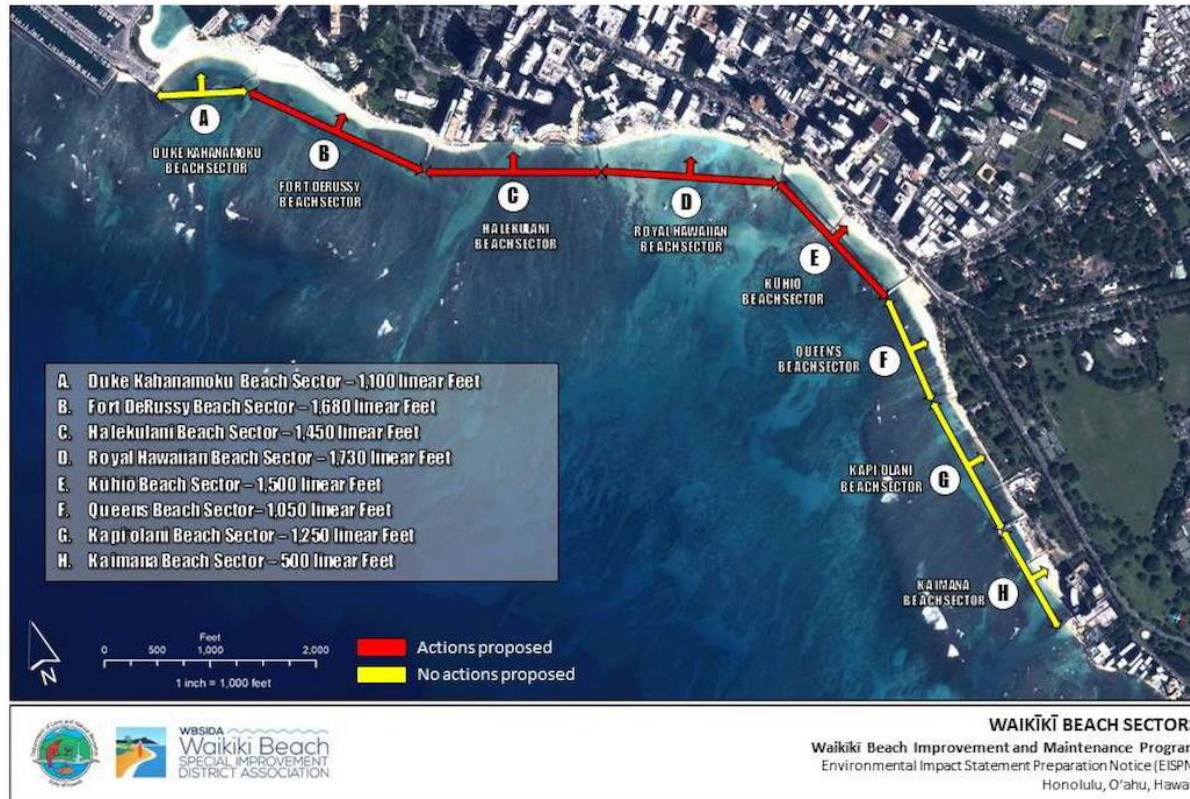 A
DUKE KAHANAMOKU
BEACH SECTOR
B
FORT DERUSSY
BEACH SECTOR
C
HALEKULANI
BEACH SECTOR
D
ROYAL HAWAIIAN
BEACH SECTOR
E
KŪHIŌ
BEACH SECTOR
F
QUEENS
BEACH SECTOR
G
KAPI OLANI
BEACH SECTOR
H
KAIMANA
BEACH SECTOR
A. Duke Kahanamoku Beach Sector – 1,100 linear Feet
B. Fort DeRussy Beach Sector – 1,680 linear Feet
C. Halekulani Beach Sector – 1,450 linear Feet
D. Royal Hawaiian Beach Sector – 1,730 linear Feet
E. Kūhiō Beach Sector – 1,500 linear Feet
F. Queens Beach Sector– 1,050 linear Feet
G. Kapi olani Beach Sector – 1,250 linear Feet
H. Kaimana Beach Sector – 500 linear Feet
N
Feet
0 500 1,000 2,000
1 inch = 1,000 feet
Actions proposed
No actions proposed
WBSIDA
Waikiki Beach
SPECIAL IMPROVEMENT
DISTRICT ASSOCIATION
WAIKĪKĪ BEACH SECTORS
Waikīkī Beach Improvement and Maintenance Program
Environmental Impact Statement Preparation Notice (EISPN
Honolulu, O‘ahu, Hawai